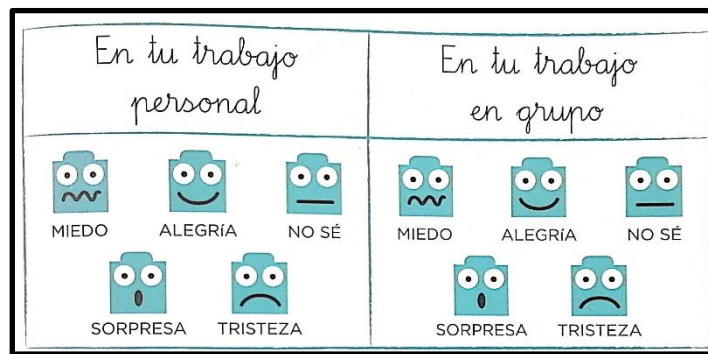 En tu trabajo
personal
En tu trabajo
en grupo
MIEDO ALEGRíA NO SÉ
SORPRESA TRISTEZA
MIEDO ALEGRíA NO SÉ
SORPRESA TRISTEZA